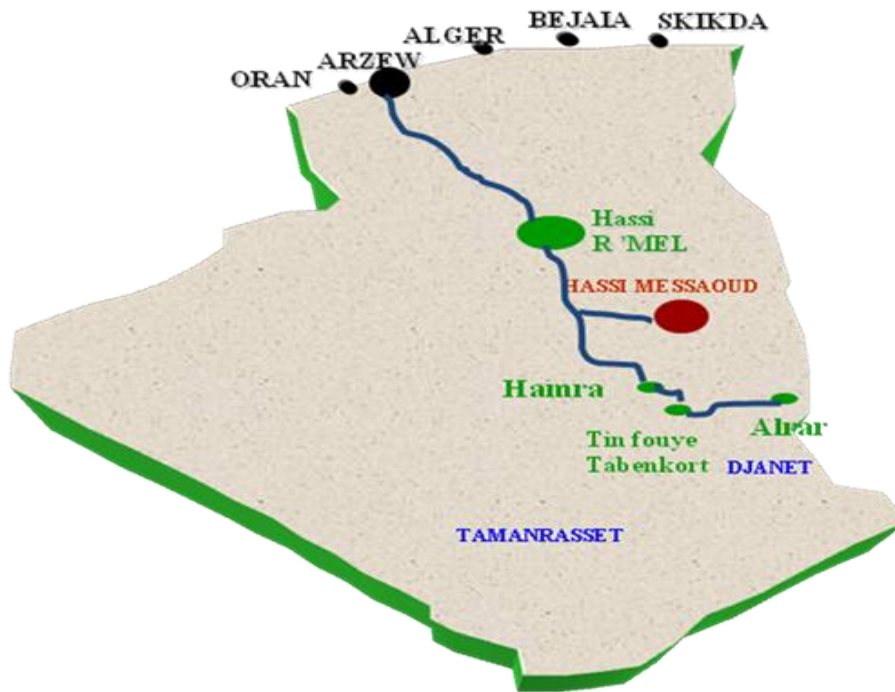 BEJAIA
SKIKDA
ALGER
ARZEW
ORAN
Hassi
R 'MEL
HASSI MESSAOUD
Hamra
Alrar
Tin fouye
Tabenkort
DJANET
TAMANRASSET